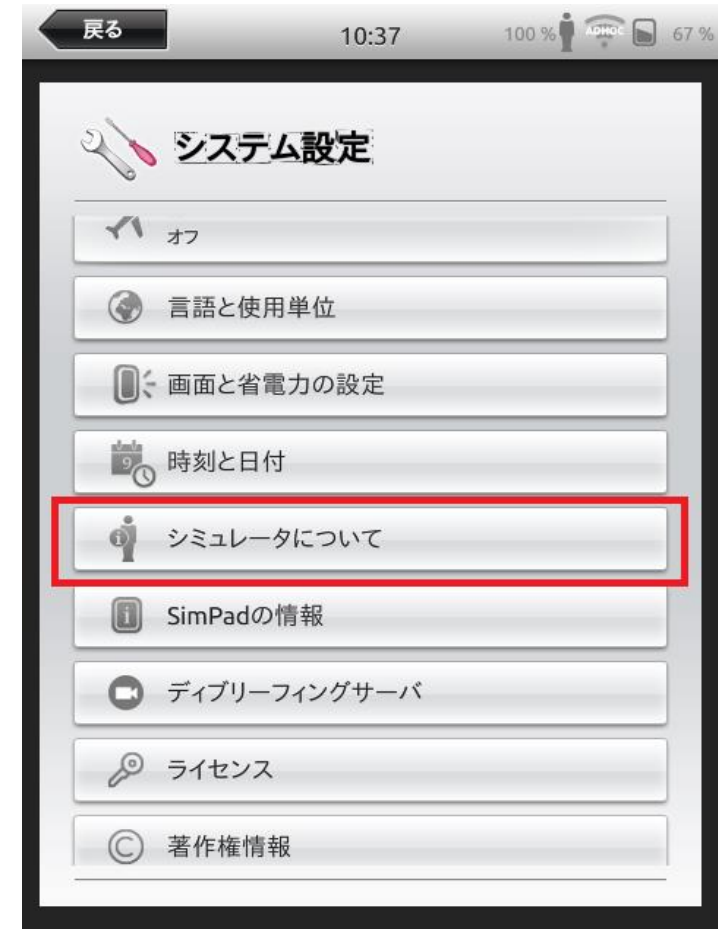 戻る
10:37
100 %
ADHOC
67 %
システム設定
オフ
言語と使用単位
画面と省電力の設定
9
時刻と日付
シミュレータについて
SimPadの情報
ディブリーフィングサーバ
ライセンス
著作権情報